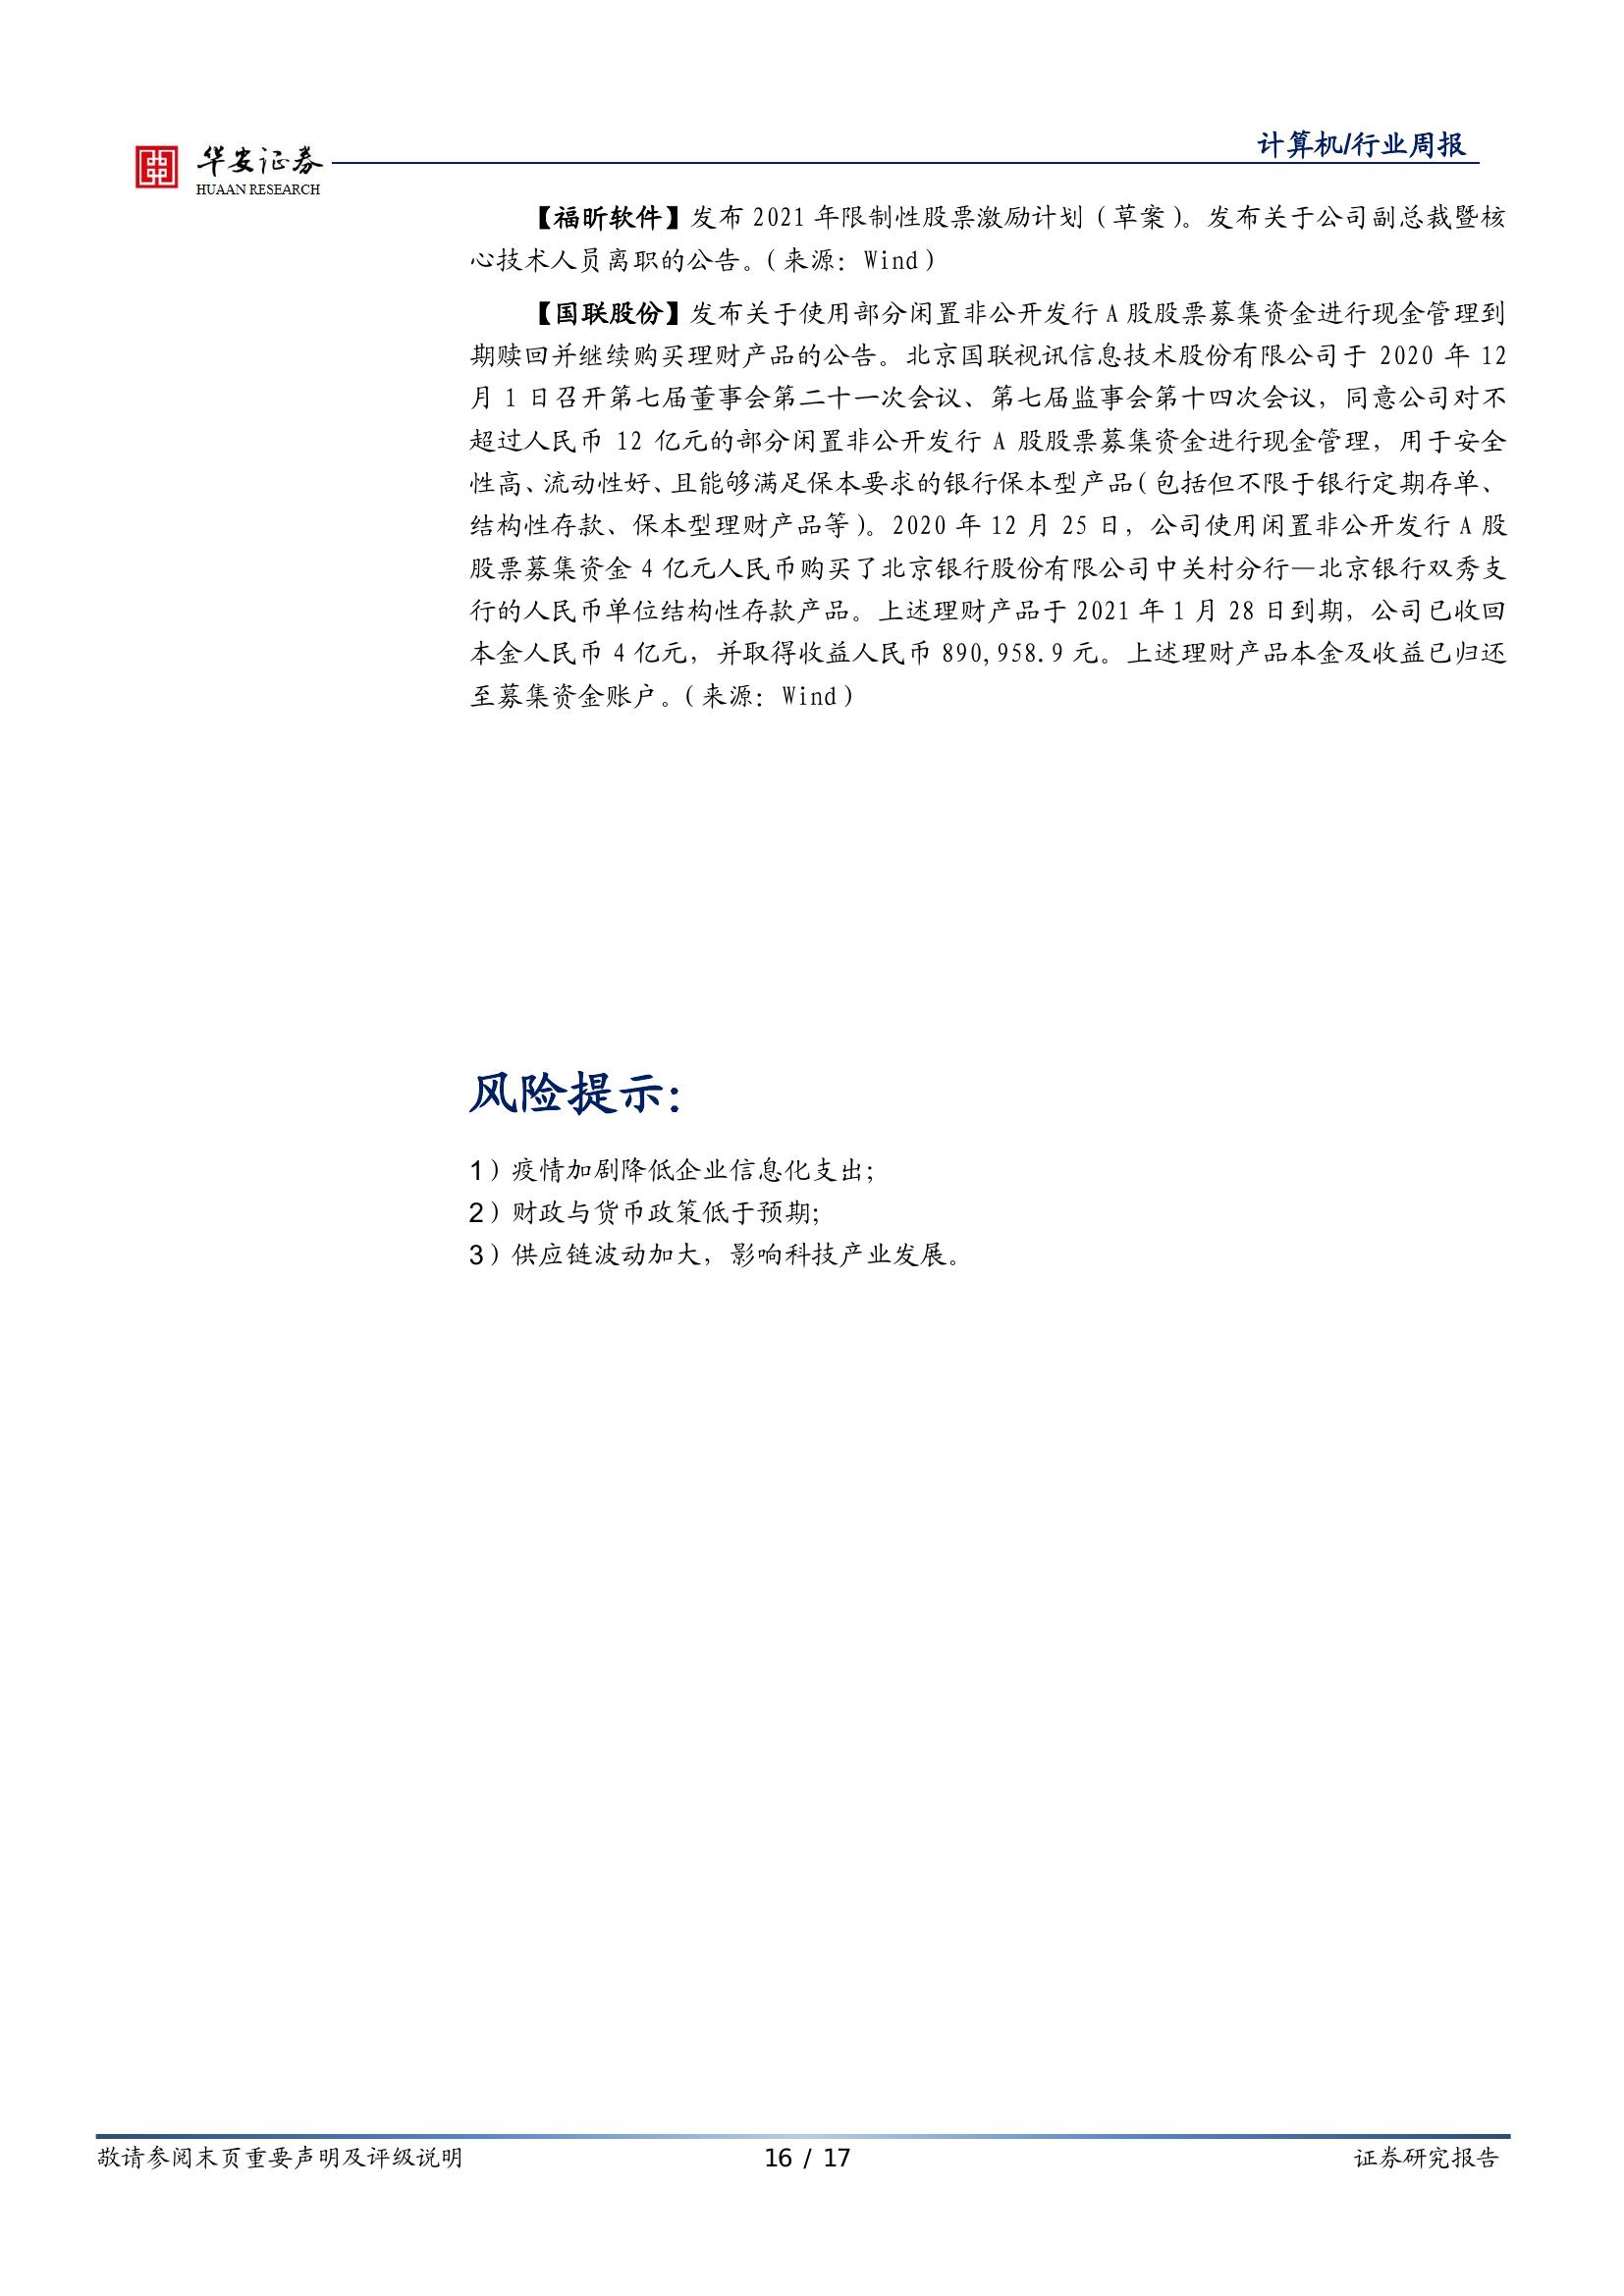 华安证券
HUAAN RESEARCH
计算机/行业周报
【福昕软件】发布 2021 年限制性股票激励计划（草案）。发布关于公司副总裁暨核
心技术人员离职的公告。（来源：Wind）
【国联股份】发布关于使用部分闲置非公开发行 A 股股票募集资金进行现金管理到
期赎回并继续购买理财产品的公告。北京国联视讯信息技术股份有限公司于 2020 年 12
月 1 日召开第七届董事会第二十一次会议、第七届监事会第十四次会议，同意公司对不
超过人民币 12 亿元的部分闲置非公开发行 A 股股票募集资金进行现金管理，用于安全
性高、流动性好、且能够满足保本要求的银行保本型产品（包括但不限于银行定期存单、
结构性存款、保本型理财产品等）。2020 年 12 月 25 日，公司使用闲置非公开发行 A 股
股票募集资金 4 亿元人民币购买了北京银行股份有限公司中关村分行—北京银行双秀支
行的人民币单位结构性存款产品。上述理财产品于 2021 年 1 月 28 日到期，公司已收回
本金人民币 4 亿元，并取得收益人民币 890,958.9 元。上述理财产品本金及收益已归还
至募集资金账户。（来源：Wind）
风险提示：
1）疫情加剧降低企业信息化支出；
2）财政与货币政策低于预期；
3）供应链波动加大，影响科技产业发展。
敬请参阅末页重要声明及评级说明
16 / 17
证券研究报告